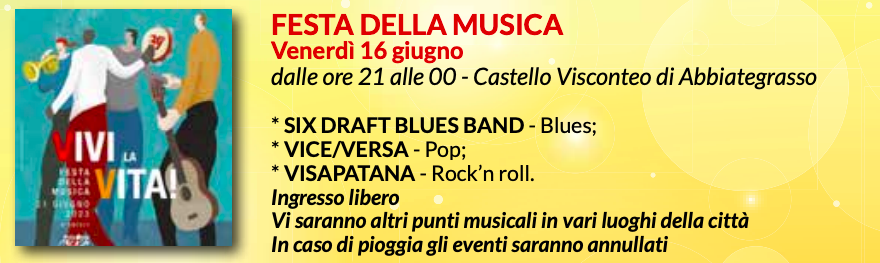 VIVI LA
VITA!
FESTA
DELLA
MUSICA
21 GIUGNO
2023
FESTA DELLA MUSICA
Venerdì 16 giugno
dalle ore 21 alle 00 - Castello Visconteo di Abbiategrasso
* SIX DRAFT BLUES BAND - Blues;
* VICE/VERSA - Pop;
* VISAPATANA - Rock’n roll.
Ingresso libero
Vi saranno altri punti musicali in vari luoghi della città
In caso di pioggia gli eventi saranno annullati